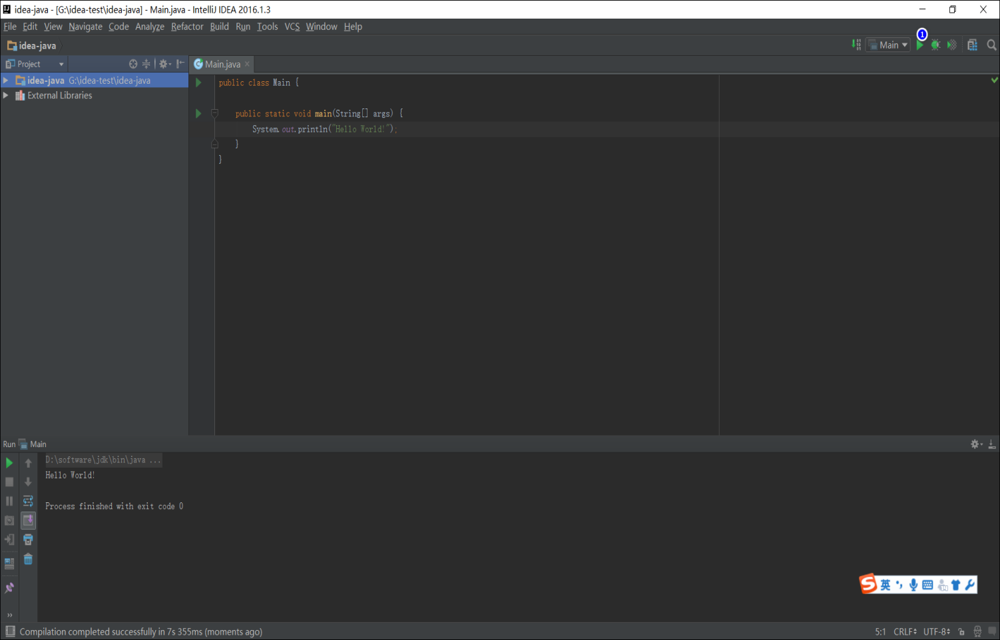 idea-java - [G:\idea-test\idea-java] - Main.java - IntelliJ IDEA 2016.1.3
File Edit View Navigate Code Analyze Refactor Build Run Tools VCS Window Help
idea-java
Main
1
Project
Main.java
idea-java G:\idea-test\idea-java
External Libraries
public class Main {
public static void main(String[] args) {
System.out.println("Hello World!");
}
}
Run Main
D:\software\jdk\bin\java ...
Hello World!
Process finished with exit code 0
S 英
Compilation completed successfully in 7s 355ms (moments ago)
5:1 CRLF UTF-8